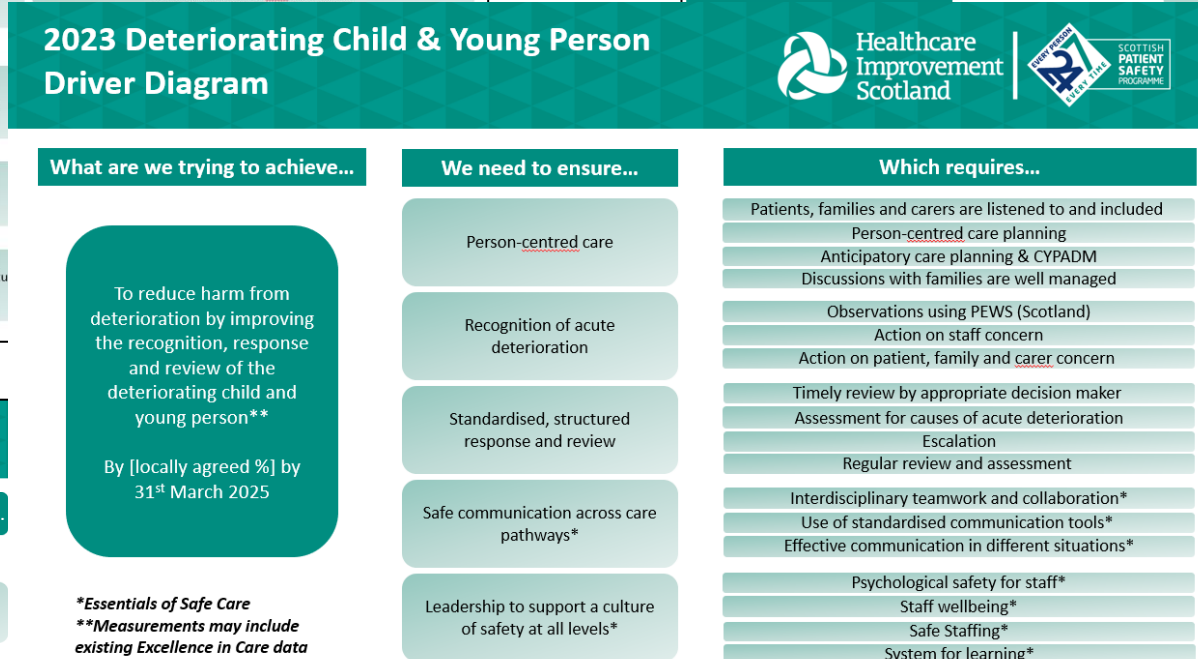 2023 Deteriorating Child & Young Person
Driver Diagram
Healthcare
Improvement
Scotland
EVERY PERSON
24
EVERY TIME
SCOTTISH
PATIENT
SAFETY
PROGRAMME
What are we trying to achieve...
To reduce harm from
deterioration by improving
the recognition, response
and review of the
deteriorating child and
young person**
By [locally agreed %] by
31st March 2025
*Essentials of Safe Care
**Measurements may include
existing Excellence in Care data
We need to ensure...
Person-centred care
Recognition of acute
deterioration
Standardised, structured
response and review
Safe communication across care
pathways*
Leadership to support a culture
of safety at all levels*
Which requires...
Patients, families and carers are listened to and included
Person-centred care planning
Anticipatory care planning & CYPADM
Discussions with families are well managed
Observations using PEWS (Scotland)
Action on staff concern
Action on patient, family and carer concern
Timely review by appropriate decision maker
Assessment for causes of acute deterioration
Escalation
Regular review and assessment
Interdisciplinary teamwork and collaboration*
Use of standardised communication tools*
Effective communication in different situations*
Psychological safety for staff*
Staff wellbeing*
Safe Staffing*
System for learning*